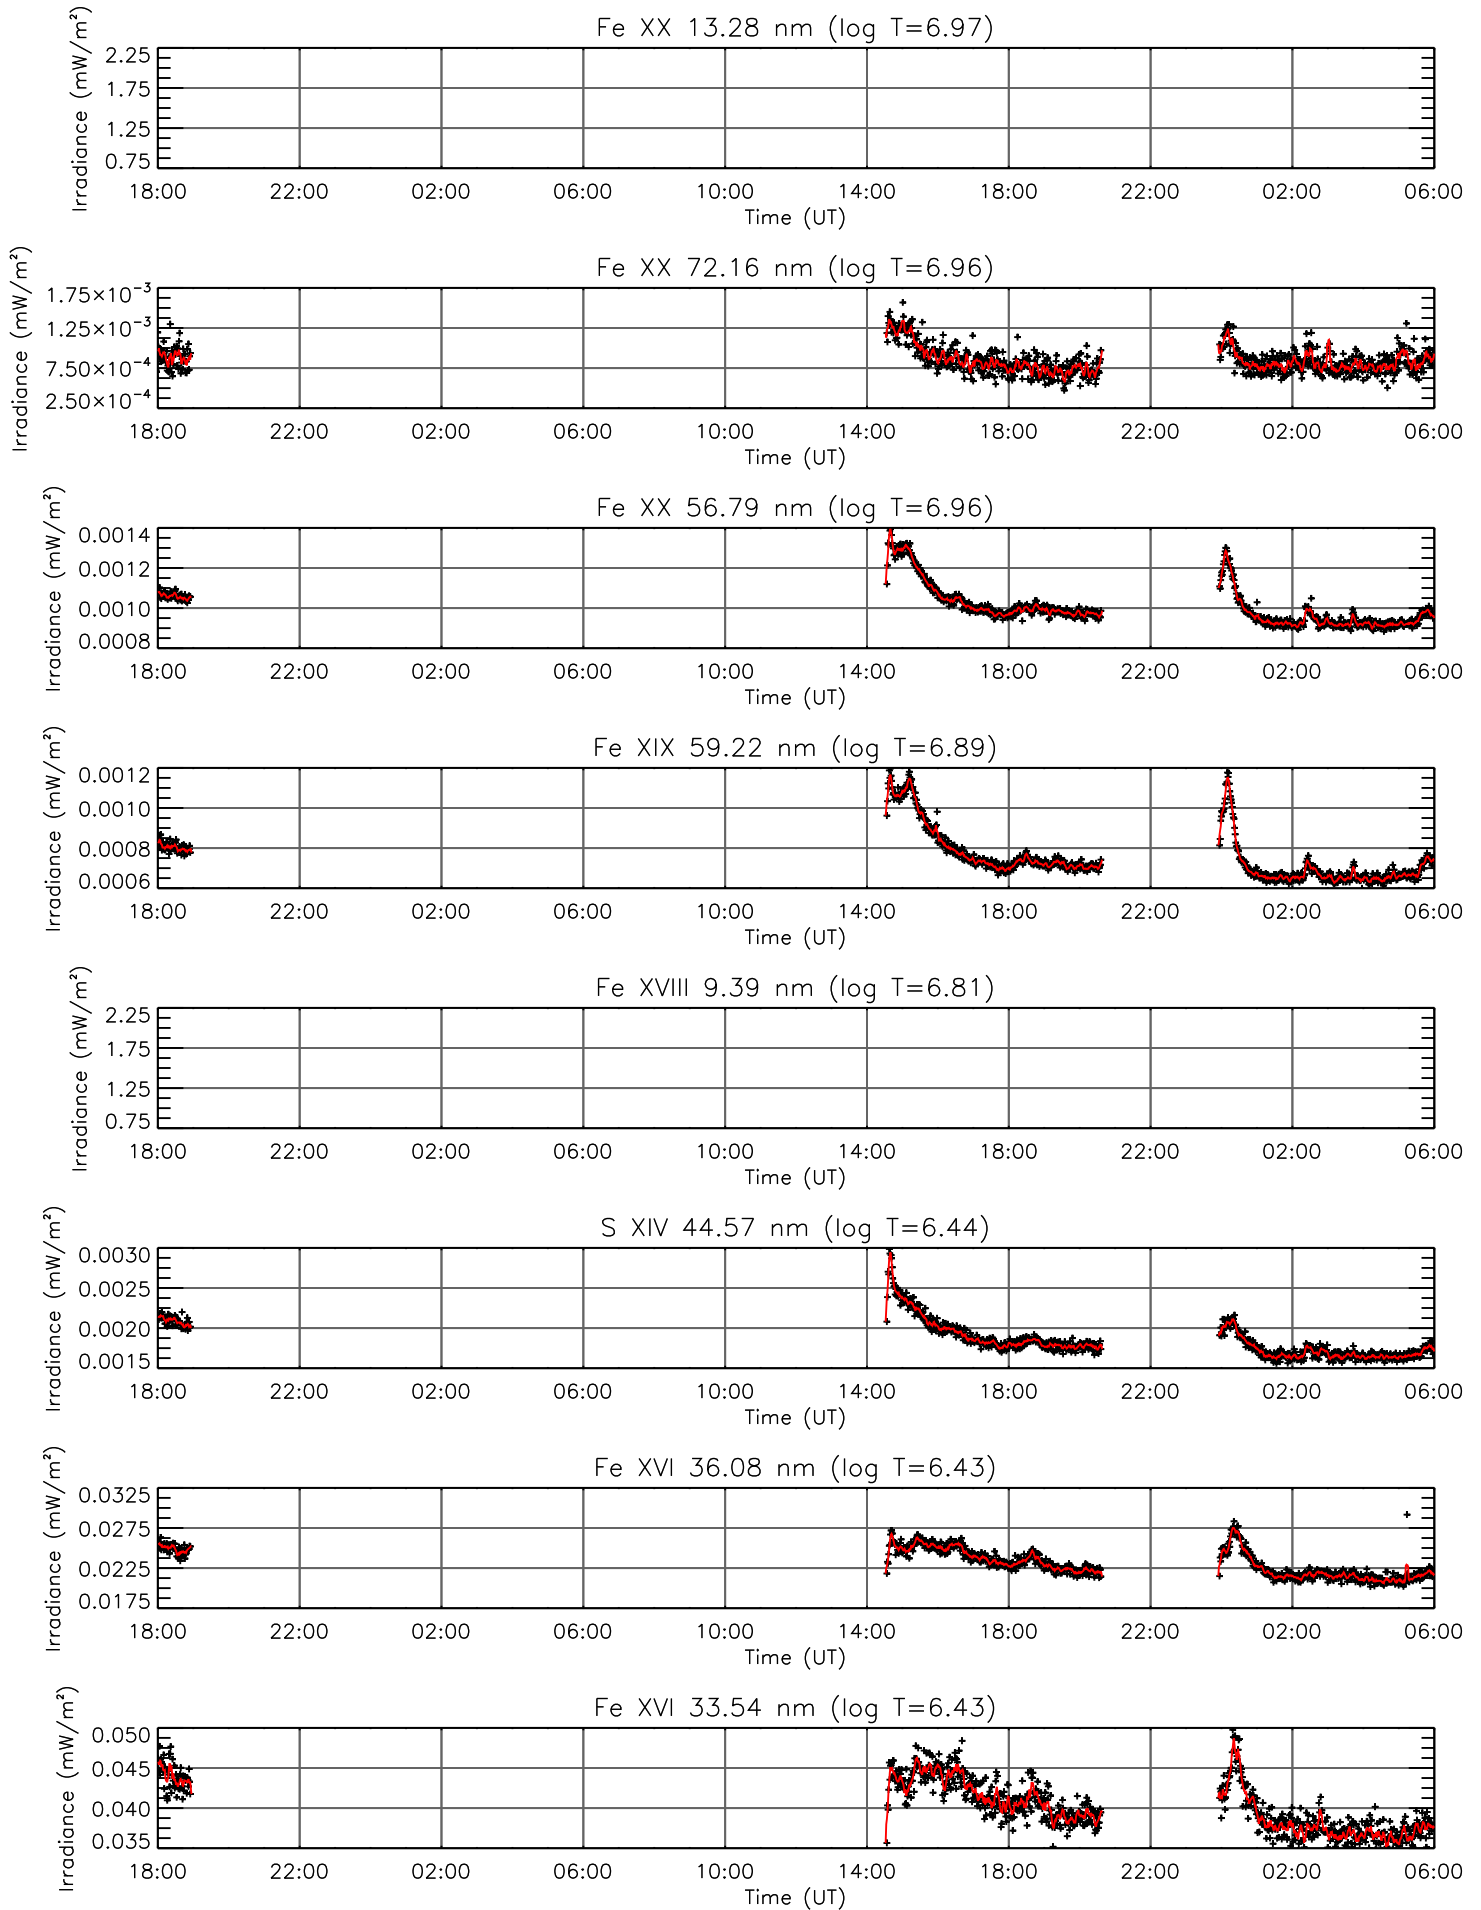 Fe XX 13.28 nm (log T=6.97)
Irradiance (mW/m²)
2.25
1.75
1.25
0.75
18:00 22:00 02:00 06:00 10:00 14:00 18:00 22:00 02:00 06:00
Time (UT)
Fe XX 72.16 nm (log T=6.96)
Irradiance (mW/m²)
1.75×10⁻³
1.25×10⁻³
7.50×10⁻⁴
2.50×10⁻⁴
18:00 22:00 02:00 06:00 10:00 14:00 18:00 22:00 02:00 06:00
Time (UT)
Fe XX 56.79 nm (log T=6.96)
Irradiance (mW/m²)
0.0014
0.0012
0.0010
0.0008
18:00 22:00 02:00 06:00 10:00 14:00 18:00 22:00 02:00 06:00
Time (UT)
Fe XIX 59.22 nm (log T=6.89)
Irradiance (mW/m²)
0.0012
0.0010
0.0008
0.0006
18:00 22:00 02:00 06:00 10:00 14:00 18:00 22:00 02:00 06:00
Time (UT)
Fe XVIII 9.39 nm (log T=6.81)
Irradiance (mW/m²)
2.25
1.75
1.25
0.75
18:00 22:00 02:00 06:00 10:00 14:00 18:00 22:00 02:00 06:00
Time (UT)
S XIV 44.57 nm (log T=6.44)
Irradiance (mW/m²)
0.0030
0.0025
0.0020
0.0015
18:00 22:00 02:00 06:00 10:00 14:00 18:00 22:00 02:00 06:00
Time (UT)
Fe XVI 36.08 nm (log T=6.43)
Irradiance (mW/m²)
0.0325
0.0275
0.0225
0.0175
18:00 22:00 02:00 06:00 10:00 14:00 18:00 22:00 02:00 06:00
Time (UT)
Fe XVI 33.54 nm (log T=6.43)
Irradiance (mW/m²)
0.050
0.045
0.040
0.035
18:00 22:00 02:00 06:00 10:00 14:00 18:00 22:00 02:00 06:00
Time (UT)